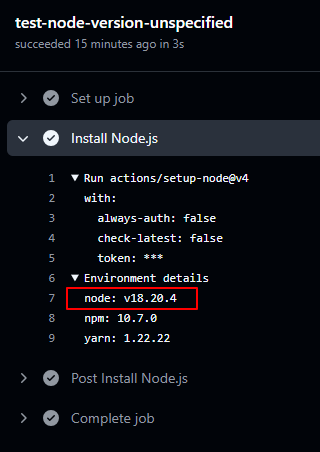 test-node-version-unspecified
succeeded 15 minutes ago in 3s
Set up job
Install Node.js
1 ▼ Run actions/setup-node@v4
2 with:
3 always-auth: false
4 check-latest: false
5 token: ***
6 ▼ Environment details
7 node: v18.20.4
8 npm: 10.7.0
9 yarn: 1.22.22
Post Install Node.js
Complete job